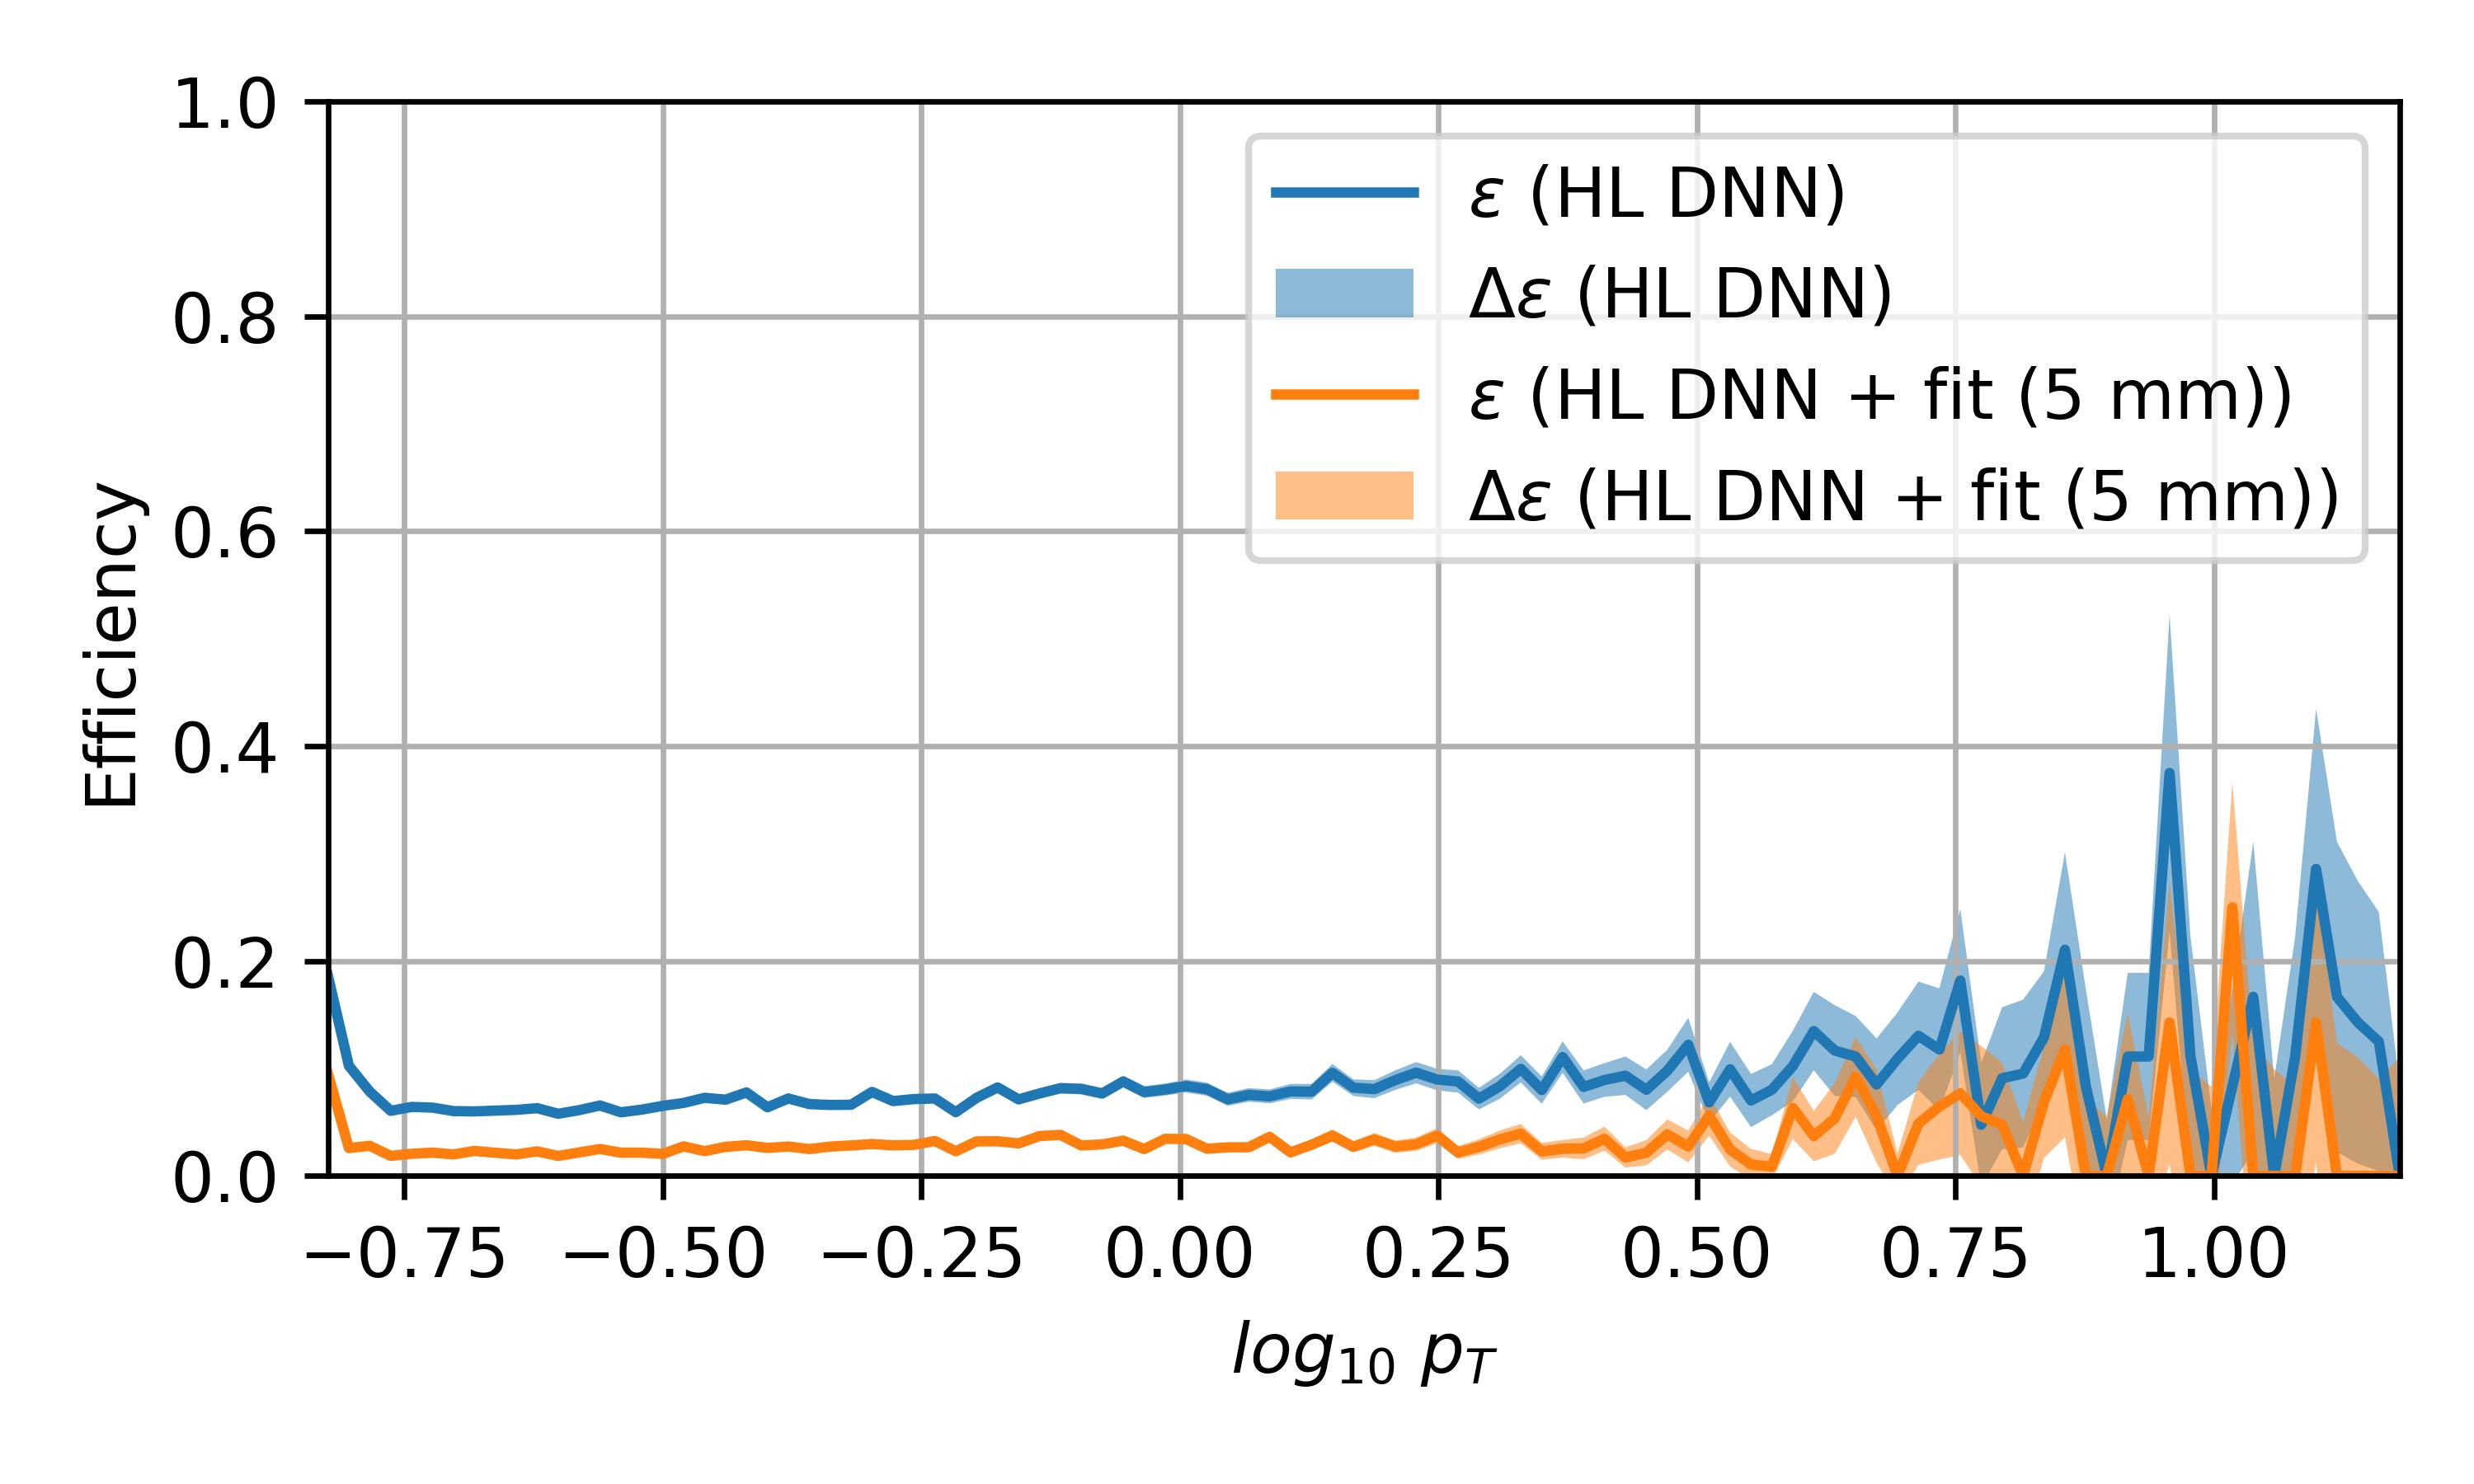 1.0
0.8
0.6
0.4
0.2
0.0
Efficiency
ε (HL DNN)
Δε (HL DNN)
ε (HL DNN + fit (5 mm))
Δε (HL DNN + fit (5 mm))
−0.75 −0.50 −0.25 0.00 0.25 0.50 0.75 1.00
log₁₀ p_T